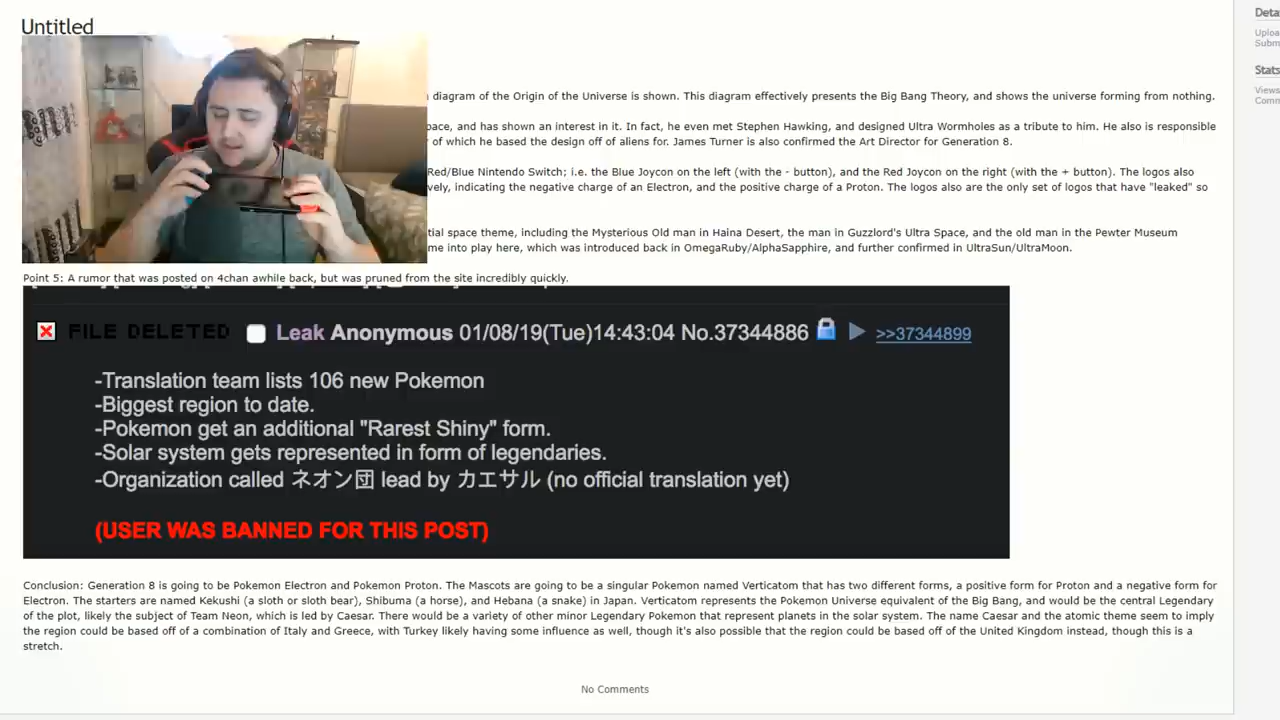 Untitled
Deta
Uploa
Subm
Stats
Views
Comm
diagram of the Origin of the Universe is shown. This diagram effectively presents the Big Bang Theory, and shows the universe forming from nothing.
pace, and has shown an interest in it. In fact, he even met Stephen Hawking, and designed Ultra Wormholes as a tribute to him. He also is responsible
of which he based the design off of aliens for. James Turner is also confirmed the Art Director for Generation 8.
Red/Blue Nintendo Switch; i.e. the Blue Joycon on the left (with the - button), and the Red Joycon on the right (with the + button). The logos also
vely, indicating the negative charge of an Electron, and the positive charge of a Proton. The logos also are the only set of logos that have "leaked" so
tial space theme, including the Mysterious Old man in Haina Desert, the man in Guzzlord's Ultra Space, and the old man in the Pewter Museum
me into play here, which was introduced back in OmegaRuby/AlphaSapphire, and further confirmed in UltraSun/UltraMoon.
Point 5: A rumor that was posted on 4chan awhile back, but was pruned from the site incredibly quickly.
FILE DELETED Leak Anonymous 01/08/19(Tue)14:43:04 No.37344886 >>37344899
-Translation team lists 106 new Pokemon
-Biggest region to date.
-Pokemon get an additional "Rarest Shiny" form.
-Solar system gets represented in form of legendaries.
-Organization called ネオン団 lead by カエサル (no official translation yet)
(USER WAS BANNED FOR THIS POST)
Conclusion: Generation 8 is going to be Pokemon Electron and Pokemon Proton. The Mascots are going to be a singular Pokemon named Verticatom that has two different forms, a positive form for Proton and a negative form for
Electron. The starters are named Kekushi (a sloth or sloth bear), Shibuma (a horse), and Hebana (a snake) in Japan. Verticatom represents the Pokemon Universe equivalent of the Big Bang, and would be the central Legendary
of the plot, likely the subject of Team Neon, which is led by Caesar. There would be a variety of other minor Legendary Pokemon that represent planets in the solar system. The name Caesar and the atomic theme seem to imply
the region could be based off of a combination of Italy and Greece, with Turkey likely having some influence as well, though it's also possible that the region could be based off of the United Kingdom instead, though this is a
stretch.
No Comments